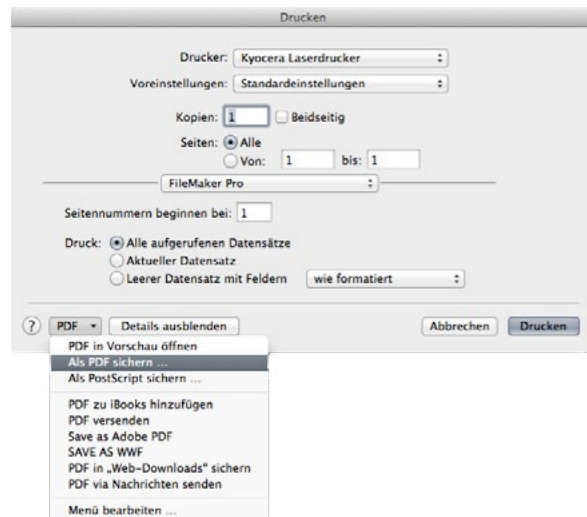 Drucken
Drucker: Kyocera Laserdrucker
Voreinstellungen: Standardeinstellungen
Kopien: 1 Beidseitig
Seiten: Alle
Von: 1 bis: 1
FileMaker Pro
Seitennummern beginnen bei: 1
Druck: Alle aufgerufenen Datensätze
Aktueller Datensatz
Leerer Datensatz mit Feldern wie formatiert
? PDF Details ausblenden Abbrechen Drucken
PDF in Vorschau öffnen
Als PDF sichern ...
Als PostScript sichern ...
PDF zu iBooks hinzufügen
PDF versenden
Save as Adobe PDF
SAVE AS WWF
PDF in „Web-Downloads“ sichern
PDF via Nachrichten senden
Menü bearbeiten ...